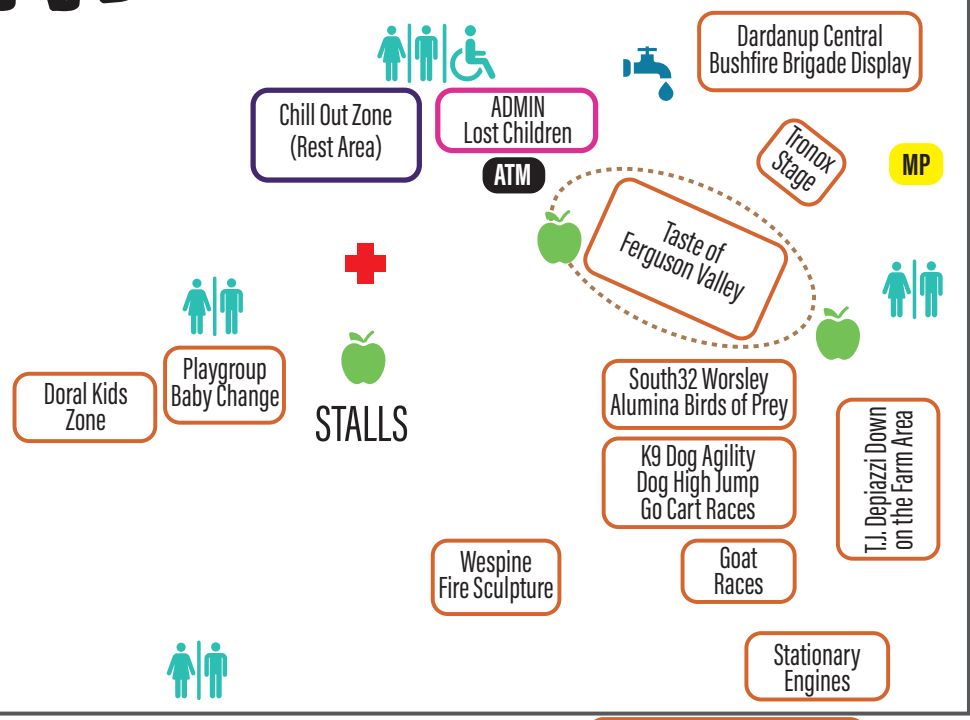 Dardanup Central
Bushfire Brigade Display
Chill Out Zone
(Rest Area)
ADMIN
Lost Children
ATM
Tronox
Stage
MP
Taste of
Ferguson Valley
Playgroup
Baby Change
Doral Kids
Zone
STALLS
South32 Worsley
Alumina Birds of Prey
K9 Dog Agility
Dog High Jump
Go Cart Races
T.J. Depiazzi Down
on the Farm Area
Wespine
Fire Sculpture
Goat
Races
Stationary
Engines